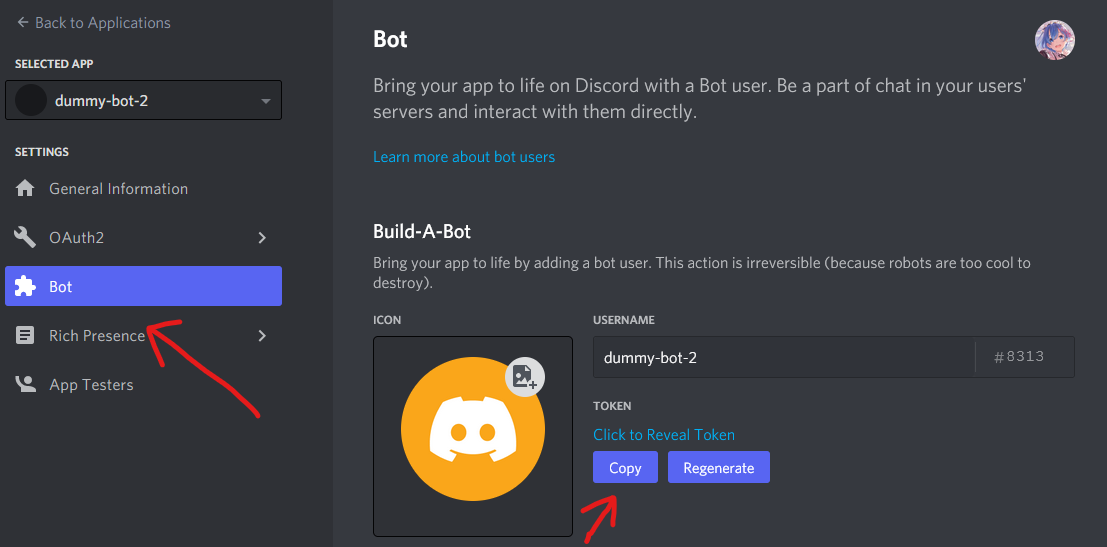 Back to Applications
SELECTED APP
dummy-bot-2
SETTINGS
General Information
OAuth2
Bot
Rich Presence
App Testers
Bot
Bring your app to life on Discord with a Bot user. Be a part of chat in your users'
servers and interact with them directly.
Learn more about bot users
Build-A-Bot
Bring your app to life by adding a bot user. This action is irreversible (because robots are too cool to
destroy).
ICON
USERNAME
dummy-bot-2 #8313
TOKEN
Click to Reveal Token
Copy Regenerate